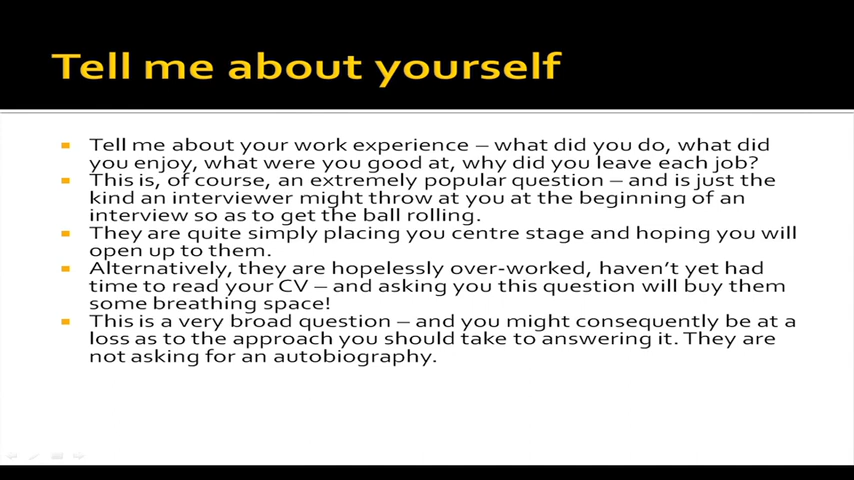 Tell me about yourself
Tell me about your work experience – what did you do, what did
you enjoy, what were you good at, why did you leave each job?
This is, of course, an extremely popular question – and is just the
kind an interviewer might throw at you at the beginning of an
interview so as to get the ball rolling.
They are quite simply placing you centre stage and hoping you will
open up to them.
Alternatively, they are hopelessly over-worked, haven’t yet had
time to read your CV – and asking you this question will buy them
some breathing space!
This is a very broad question – and you might consequently be at a
loss as to the approach you should take to answering it. They are
not asking for an autobiography.